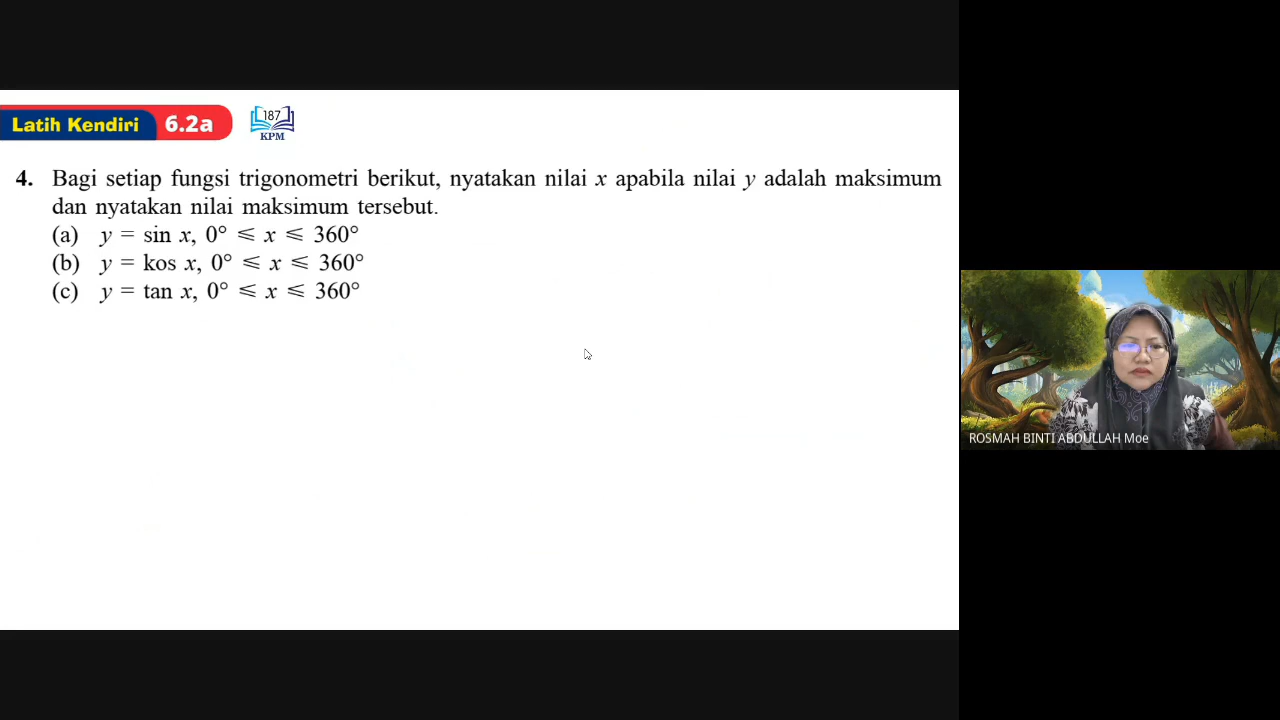 Latih Kendiri 6.2a
187
KPM
4. Bagi setiap fungsi trigonometri berikut, nyatakan nilai x apabila nilai y adalah maksimum
dan nyatakan nilai maksimum tersebut.
(a) y = sin x, 0° ⩽ x ⩽ 360°
(b) y = kos x, 0° ⩽ x ⩽ 360°
(c) y = tan x, 0° ⩽ x ⩽ 360°
ROSMAH BINTI ABDULLAH Moe